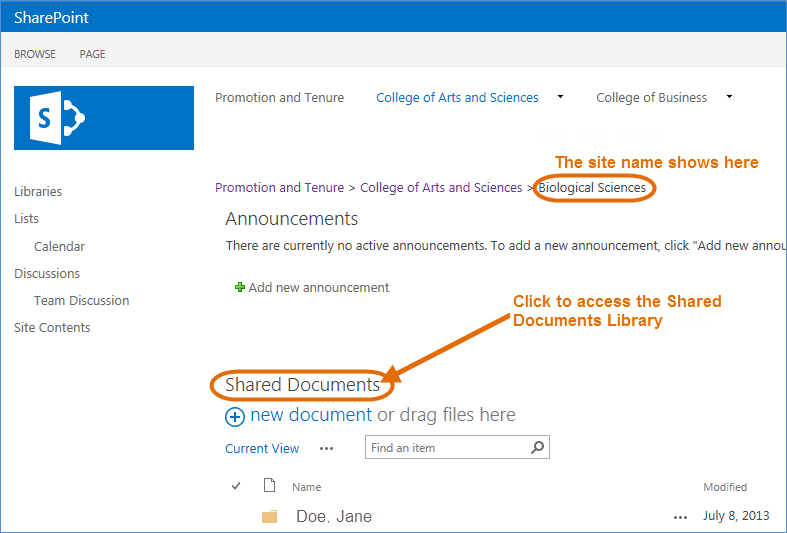 SharePoint
BROWSE PAGE
S
Promotion and Tenure College of Arts and Sciences College of Business
The site name shows here
Promotion and Tenure > College of Arts and Sciences > Biological Sciences
Libraries
Lists
Calendar
Discussions
Team Discussion
Site Contents
Announcements
There are currently no active announcements. To add a new announcement, click "Add new annou
Add new announcement
Click to access the Shared
Documents Library
Shared Documents
new document or drag files here
Current View ••• Find an item
Name Modified
Doe. Jane ••• July 8, 2013